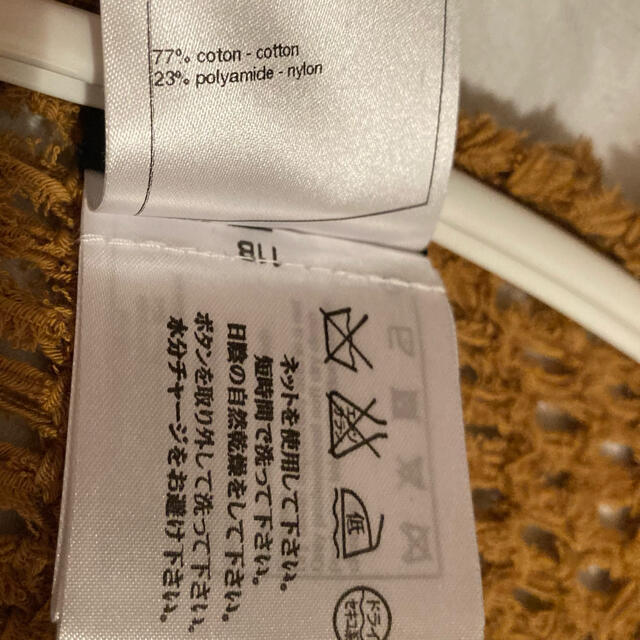 77% coton - cotton
23% polyamide - nylon
11B
低
ドライ
ネットを使用して下さい。
短時間で洗って下さい。
日陰の自然乾燥をして下さい。
ボタンを取り外して洗って下さい。
水分チャージをお避け下さい。